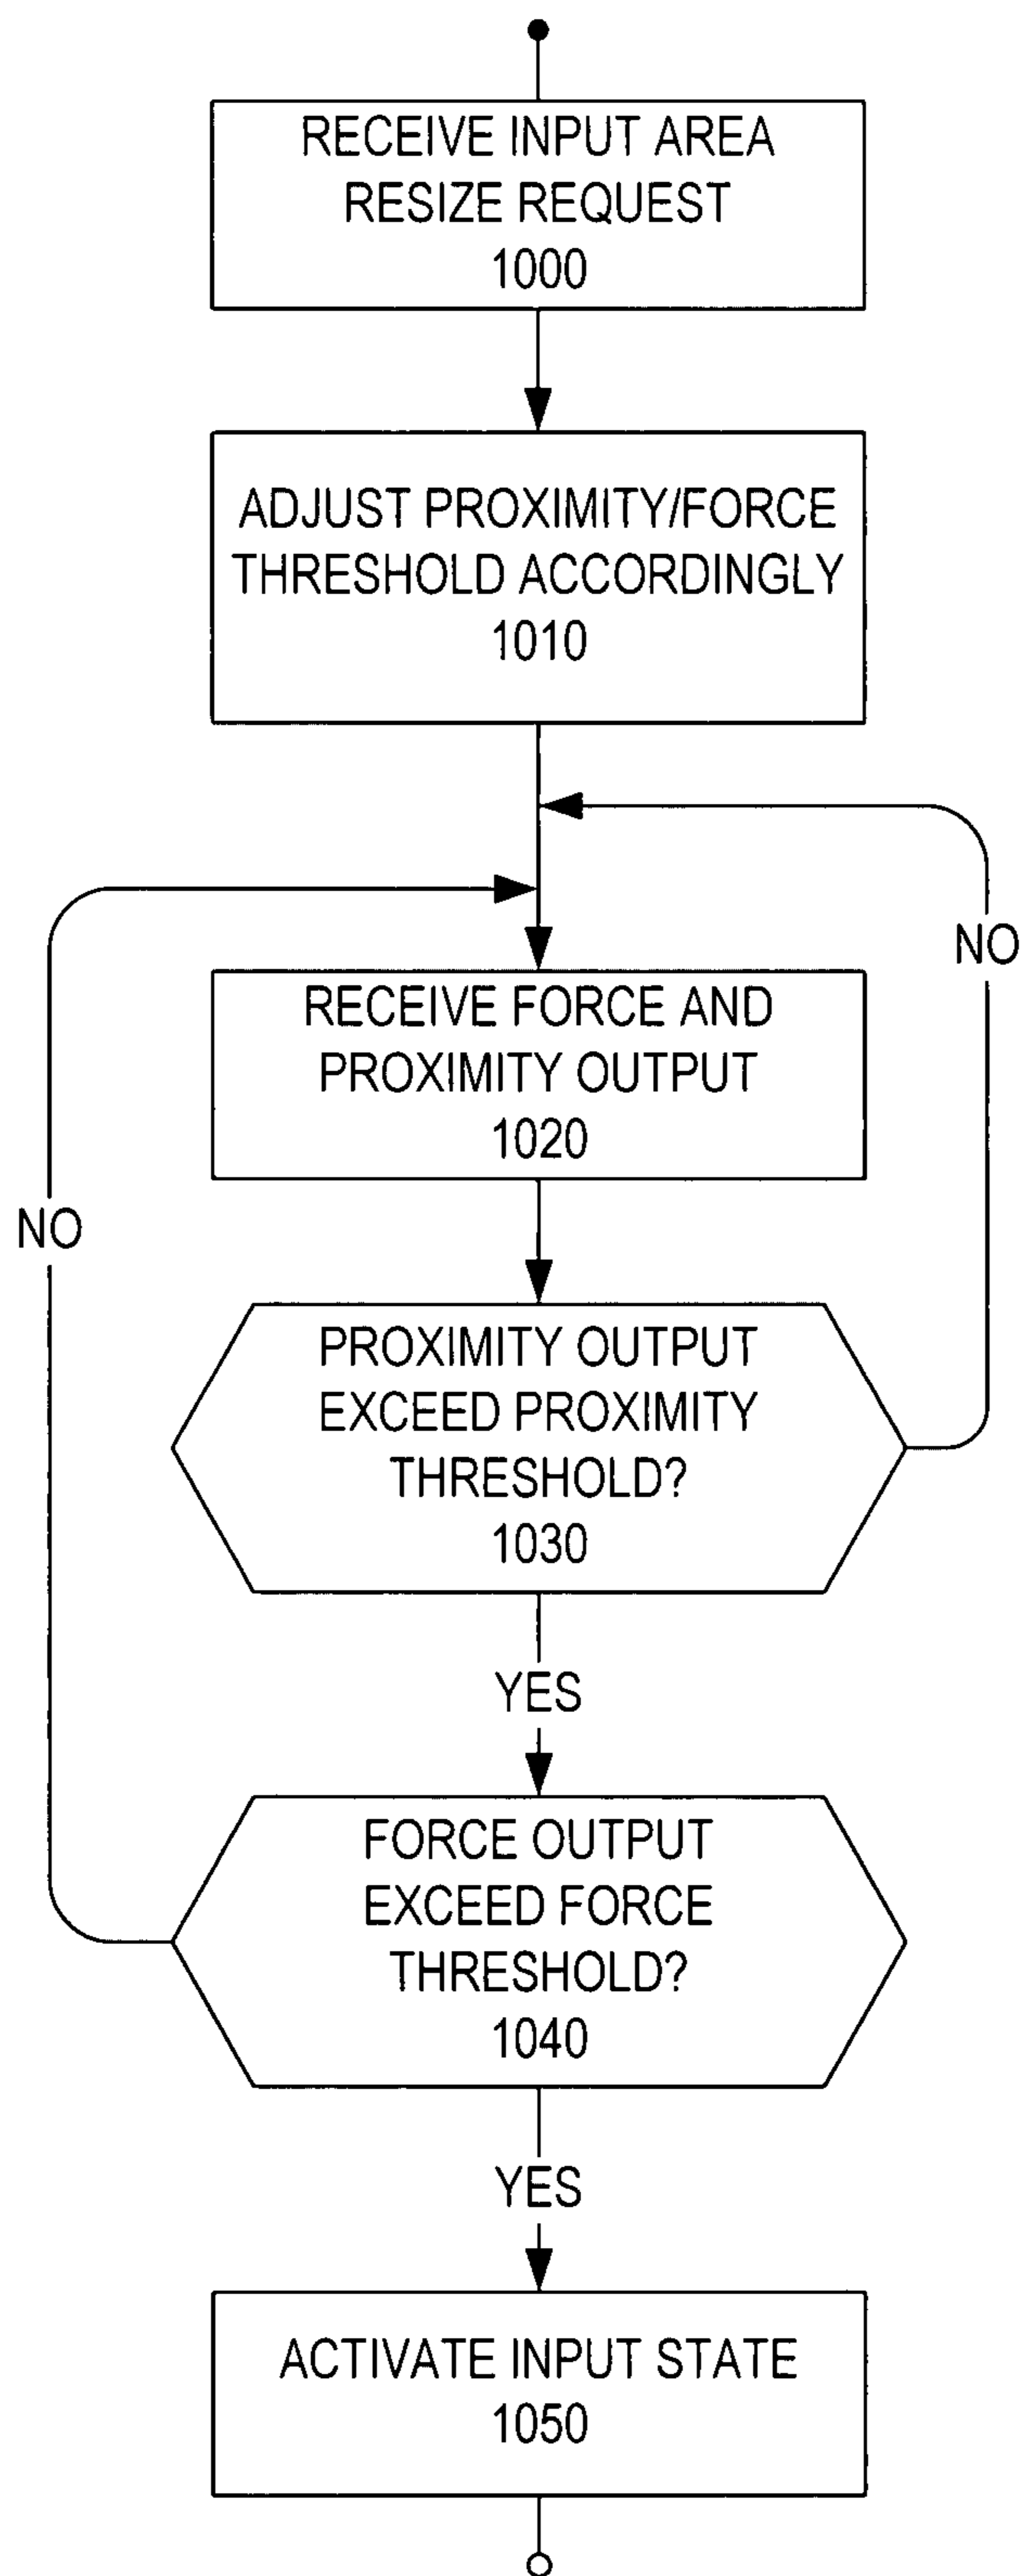 RECEIVE INPUT AREA
RESIZE REQUEST
1000
ADJUST PROXIMITY/FORCE
THRESHOLD ACCORDINGLY
1010
NO
RECEIVE FORCE AND
PROXIMITY OUTPUT
1020
NO
PROXIMITY OUTPUT
EXCEED PROXIMITY
THRESHOLD?
1030
YES
FORCE OUTPUT
EXCEED FORCE
THRESHOLD?
1040
YES
ACTIVATE INPUT STATE
1050